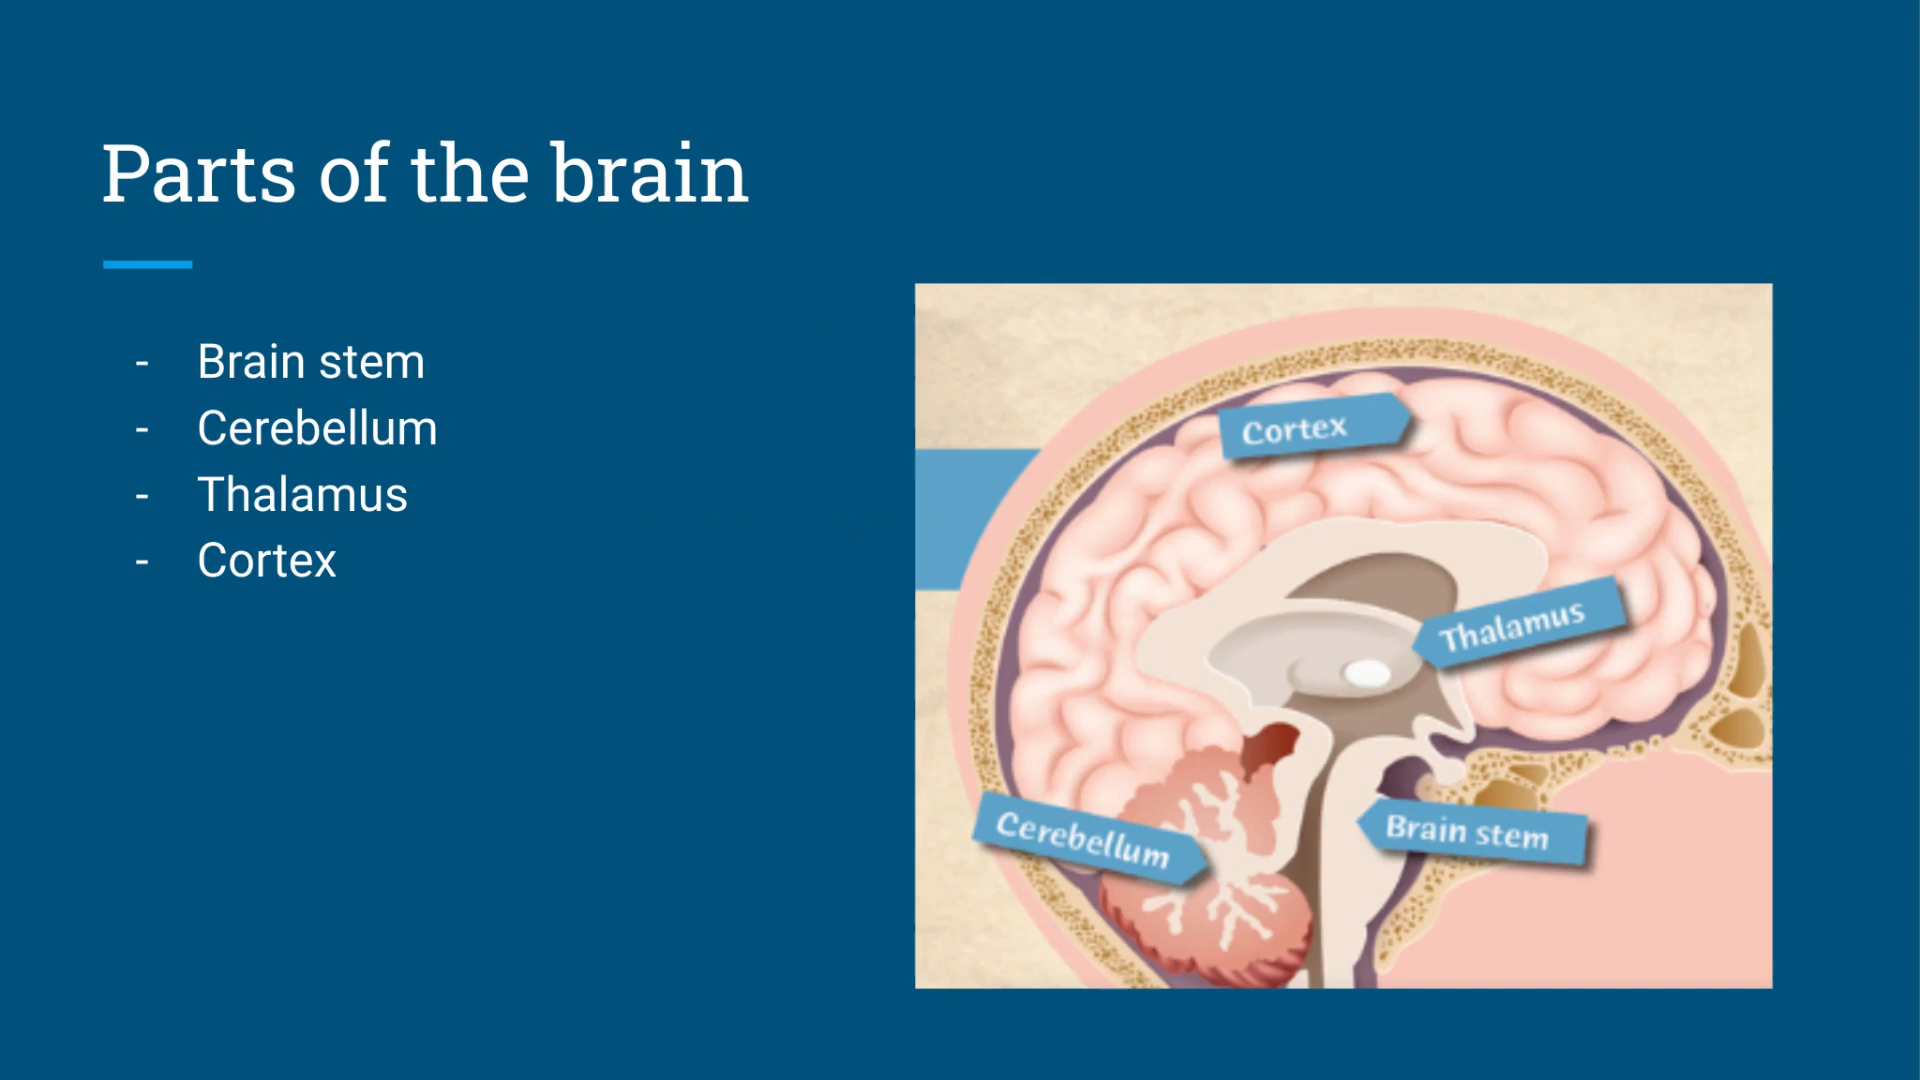 Parts of the brain
- Brain stem
- Cerebellum
- Thalamus
- Cortex
Cortex
Thalamus
Cerebellum
Brain stem